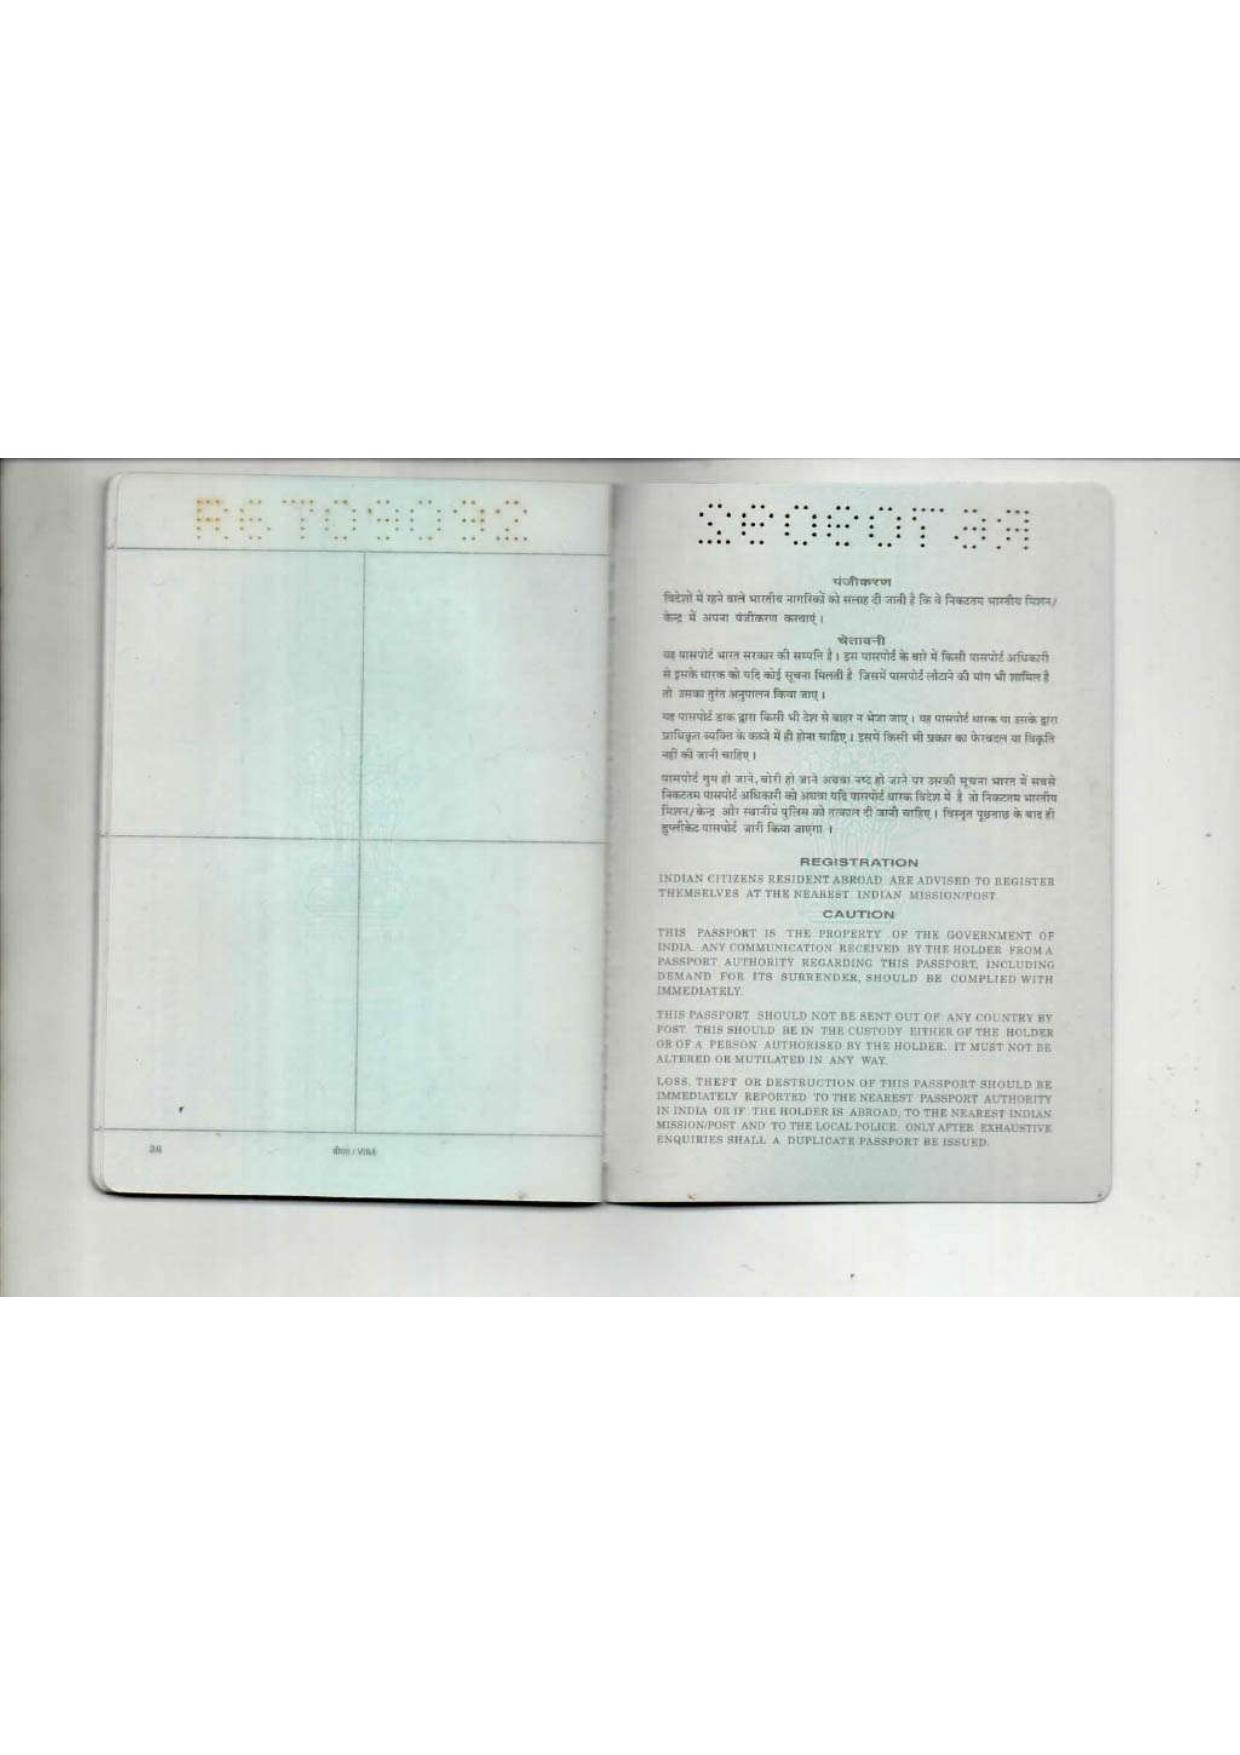 R6709092
36
वीजा / VISA
पंजीकरण
विदेशों में रहने वाले भारतीय नागरिकों को सलाह दी जाती है कि वे निकटतम भारतीय मिशन/
केन्द्र में अपना पंजीकरण करवाएं ।
चेतावनी
यह पासपोर्ट भारत सरकार की सम्पत्ति है । इस पासपोर्ट के बारे में किसी पासपोर्ट अधिकारी
से इसके धारक को यदि कोई सूचना मिलती है जिसमें पासपोर्ट लौटाने की मांग भी शामिल है
तो उसका तुरंत अनुपालन किया जाए ।
यह पासपोर्ट डाक द्वारा किसी भी देश से बाहर न भेजा जाए । यह पासपोर्ट धारक या उसके द्वारा
प्राधिकृत व्यक्ति के कब्जे में ही होना चाहिए । इसमें किसी भी प्रकार का फेरबदल या विकृति
नहीं की जानी चाहिए ।
पासपोर्ट गुम हो जाने, चोरी हो जाने अथवा नष्ट हो जाने पर उसकी सूचना भारत में सबसे
निकटतम पासपोर्ट अधिकारी को अथवा यदि पासपोर्ट धारक विदेश में है तो निकटतम भारतीय
मिशन/केन्द्र और स्थानीय पुलिस को तत्काल दी जानी चाहिए । विस्तृत पूछताछ के बाद ही
डुप्लीकेट पासपोर्ट जारी किया जाएगा ।
REGISTRATION
INDIAN CITIZENS RESIDENT ABROAD ARE ADVISED TO REGISTER
THEMSELVES AT THE NEAREST INDIAN MISSION/POST.
CAUTION
THIS PASSPORT IS THE PROPERTY OF THE GOVERNMENT OF
INDIA. ANY COMMUNICATION RECEIVED BY THE HOLDER FROM A
PASSPORT AUTHORITY REGARDING THIS PASSPORT, INCLUDING
DEMAND FOR ITS SURRENDER, SHOULD BE COMPLIED WITH
IMMEDIATELY.
THIS PASSPORT SHOULD NOT BE SENT OUT OF ANY COUNTRY BY
POST. THIS SHOULD BE IN THE CUSTODY EITHER OF THE HOLDER
OR OF A PERSON AUTHORISED BY THE HOLDER. IT MUST NOT BE
ALTERED OR MUTILATED IN ANY WAY.
LOSS, THEFT OR DESTRUCTION OF THIS PASSPORT SHOULD BE
IMMEDIATELY REPORTED TO THE NEAREST PASSPORT AUTHORITY
IN INDIA OR IF THE HOLDER IS ABROAD, TO THE NEAREST INDIAN
MISSION/POST AND TO THE LOCAL POLICE. ONLY AFTER EXHAUSTIVE
ENQUIRIES SHALL A DUPLICATE PASSPORT BE ISSUED.